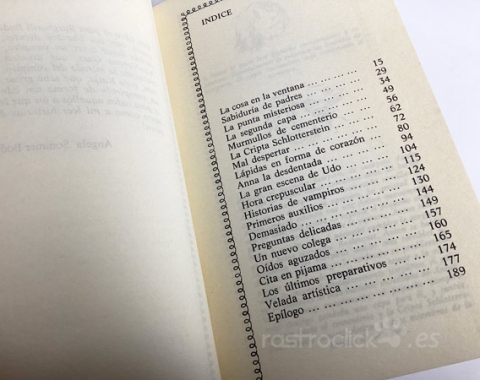 INDICE
La cosa en la ventana ... ... ... ... 15
Sabiduría de padres ... ... ... ... 29
La punta misteriosa ... ... ... ... 34
La segunda capa ... ... ... ... 49
Murmullos de cementerio ... ... ... 56
La Cripta Schlotterstein ... ... ... 62
Mal despertar ... ... ... ... ... 72
Lápidas en forma de corazón ... ... 80
Anna la desdentada ... ... ... ... 94
La gran escena de Udo ... ... ... 104
Hora crepuscular ... ... ... ... 115
Historias de vampiros ... ... ... 124
Primeros auxilios ... ... ... ... 130
Demasiado ... ... ... ... ... 144
Preguntas delicadas ... ... ... ... 149
Un nuevo colega ... ... ... ... 157
Oídos aguzados ... ... ... ... 160
Cita en pijama ... ... ... ... 165
Los últimos preparativos ... ... ... 174
Velada artística ... ... ... ... 177
Epílogo ... ... ... ... ... ... 189
rastroclick.es